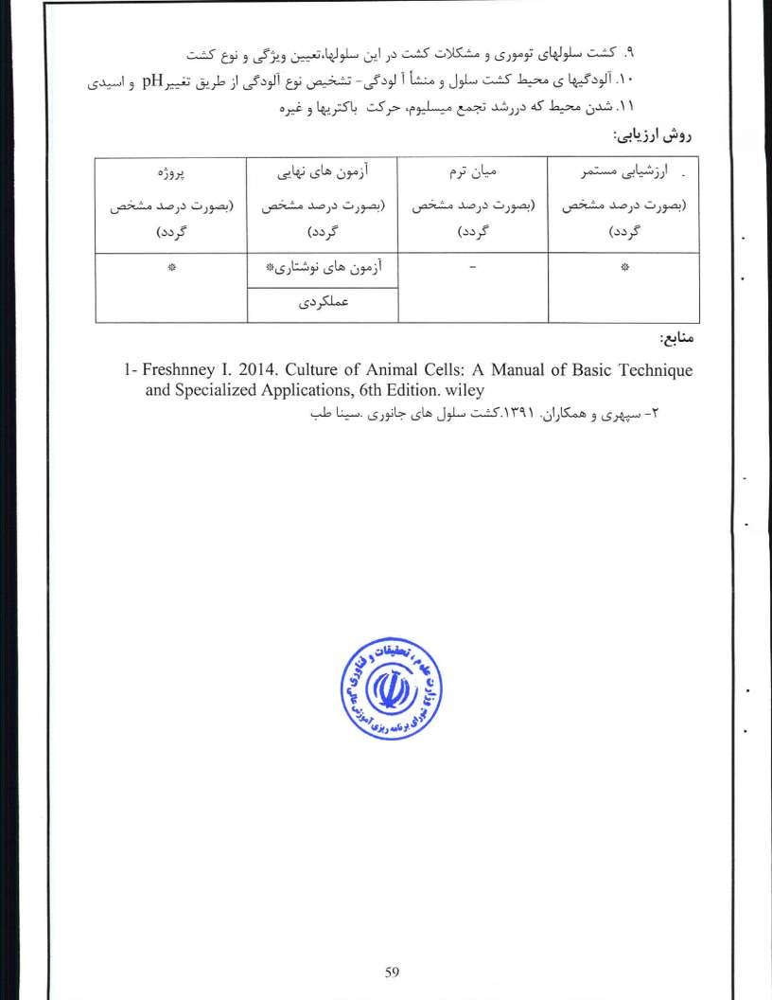 ۹. کشت سلولهای توموری و مشکلات کشت در این سلولها،تعیین ویژگی و نوع کشت
۱۰. آلودگیها ی محیط کشت سلول و منشأ آ لودگی- تشخیص نوع آلودگی از طریق تغییرpH و اسیدی
۱۱. شدن محیط که دررشد تجمع میسلیوم، حرکت باکتریها و غیره
روش ارزیابی:
ارزشیابی مستمر
(بصورت درصد مشخص
گردد)
میان ترم
(بصورت درصد مشخص
گردد)
آزمون های نهایی
(بصورت درصد مشخص
گردد)
پروژه
(بصورت درصد مشخص
گردد)
*
-
آزمون های نوشتاری*
*
عملکردی
منابع:
1- Freshnney I. 2014. Culture of Animal Cells: A Manual of Basic Technique
and Specialized Applications, 6th Edition. wiley
۲- سپهری و همکاران. ۱۳۹۱.کشت سلول های جانوری .سینا طب
وزارت علوم ، تحقیقات و فناوری
شورای برنامه ریزی آموزش عالی
59